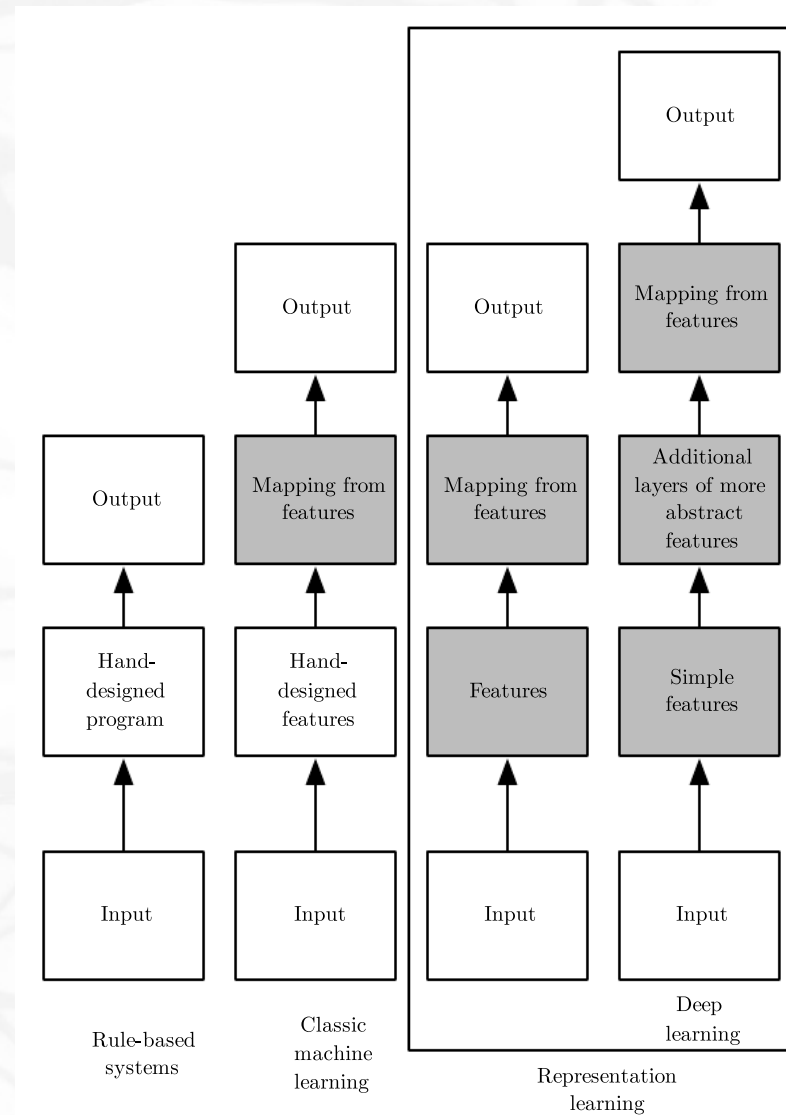 Output
Output
Output
Mapping from
features
Output
Mapping from
features
Mapping from
features
Additional
layers of more
abstract
features
Hand-
designed
program
Hand-
designed
features
Features
Simple
features
Input
Input
Input
Input
Rule-based
systems
Classic
machine
learning
Deep
learning
Representation
learning